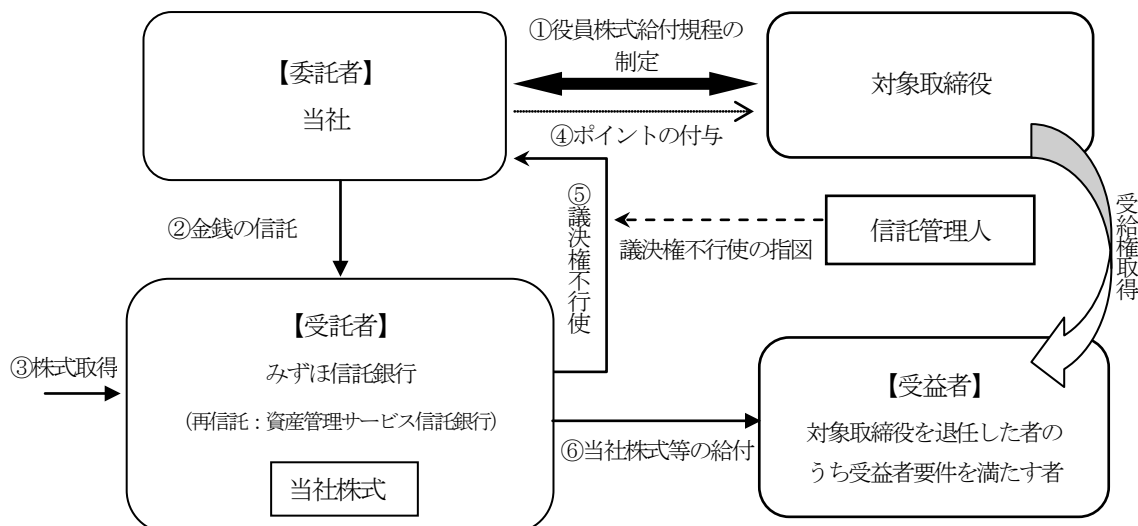 ①役員株式給付規程の
制定
【委託者】
当社
対象取締役
④ポイントの付与
②金銭の信託
⑤議決権不行使
議決権不行使の指図
信託管理人
受給権取得
【受託者】
みずほ信託銀行
(再信託：資産管理サービス信託銀行)
当社株式
③株式取得
⑥当社株式等の給付
【受益者】
対象取締役を退任した者の
うち受益者要件を満たす者